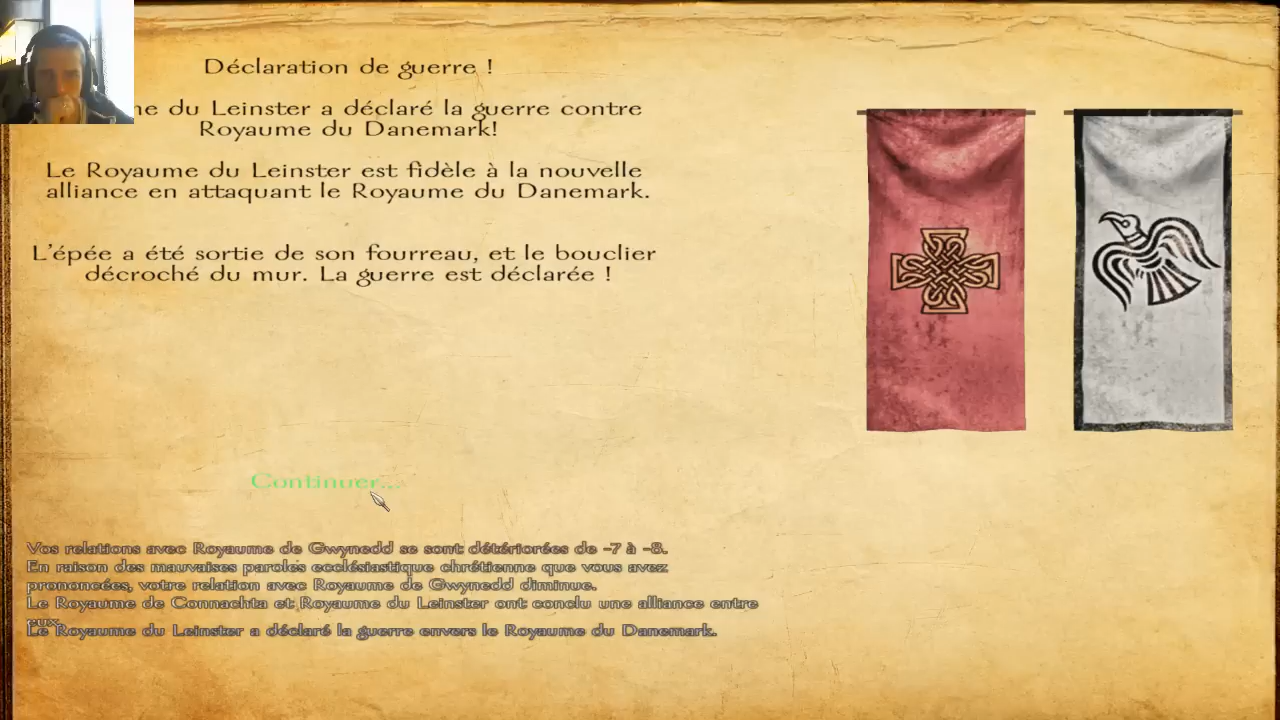 Déclaration de guerre !
me du Leinster a déclaré la guerre contre
Royaume du Danemark!
Le Royaume du Leinster est fidèle à la nouvelle
alliance en attaquant le Royaume du Danemark.
L'épée a été sortie de son fourreau, et le bouclier
décroché du mur. La guerre est déclarée !
Continuer...
Vos relations avec Royaume de Gwynedd se sont détériorées de -7 à -8.
En raison des mauvaises paroles ecclésiastique chrétienne que vous avez
prononcées, votre relation avec Royaume de Gwynedd diminue.
Le Royaume de Connachta et Royaume du Leinster ont conclu une alliance entre
eux.
Le Royaume du Leinster a déclaré la guerre envers le Royaume du Danemark.